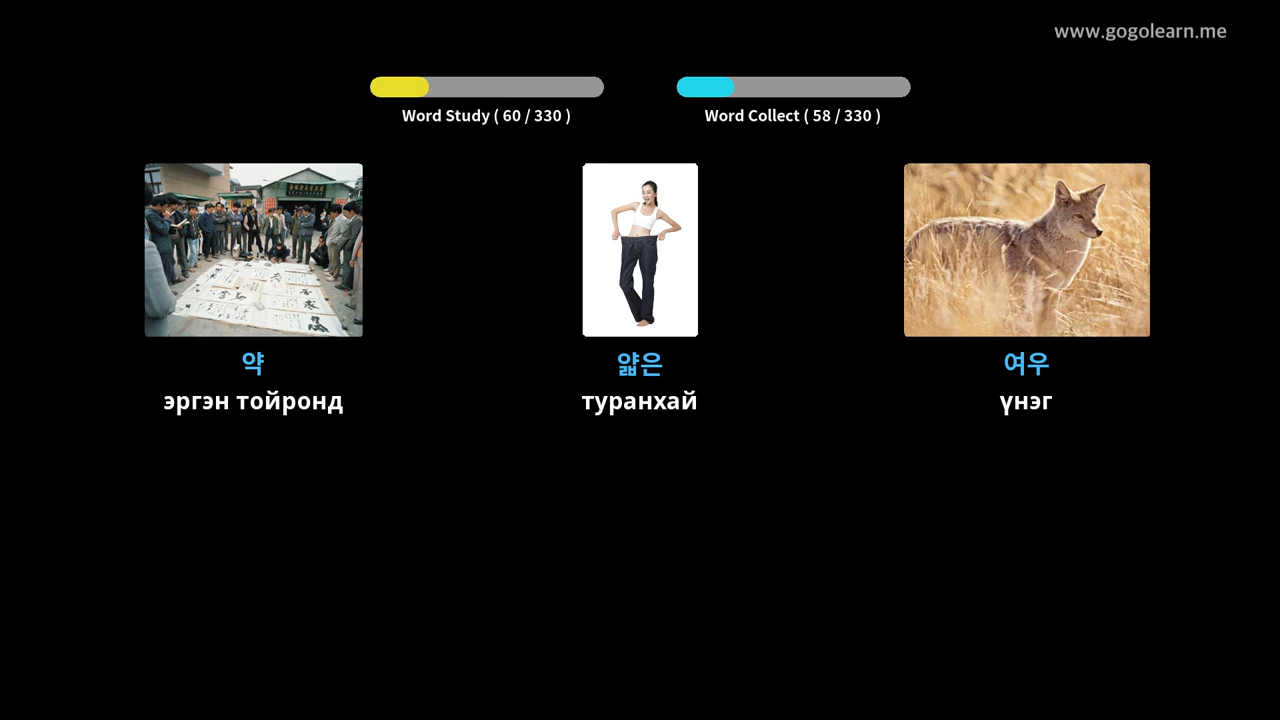 www.gogolearn.me
Word Study ( 60 / 330 )
Word Collect ( 58 / 330 )
약
얇은
여우
эргэн тойронд
туранхай
үнэг